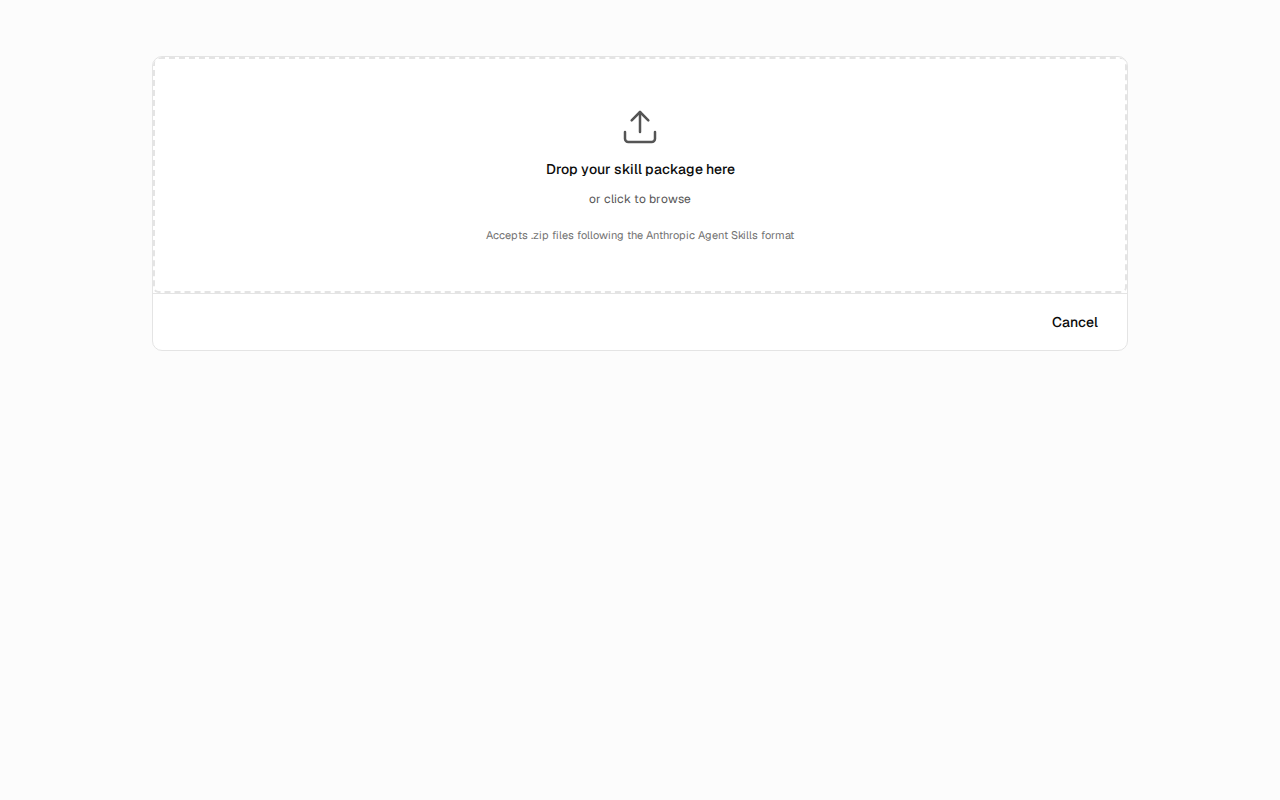 Drop your skill package here
or click to browse
Accepts .zip files following the Anthropic Agent Skills format
Cancel